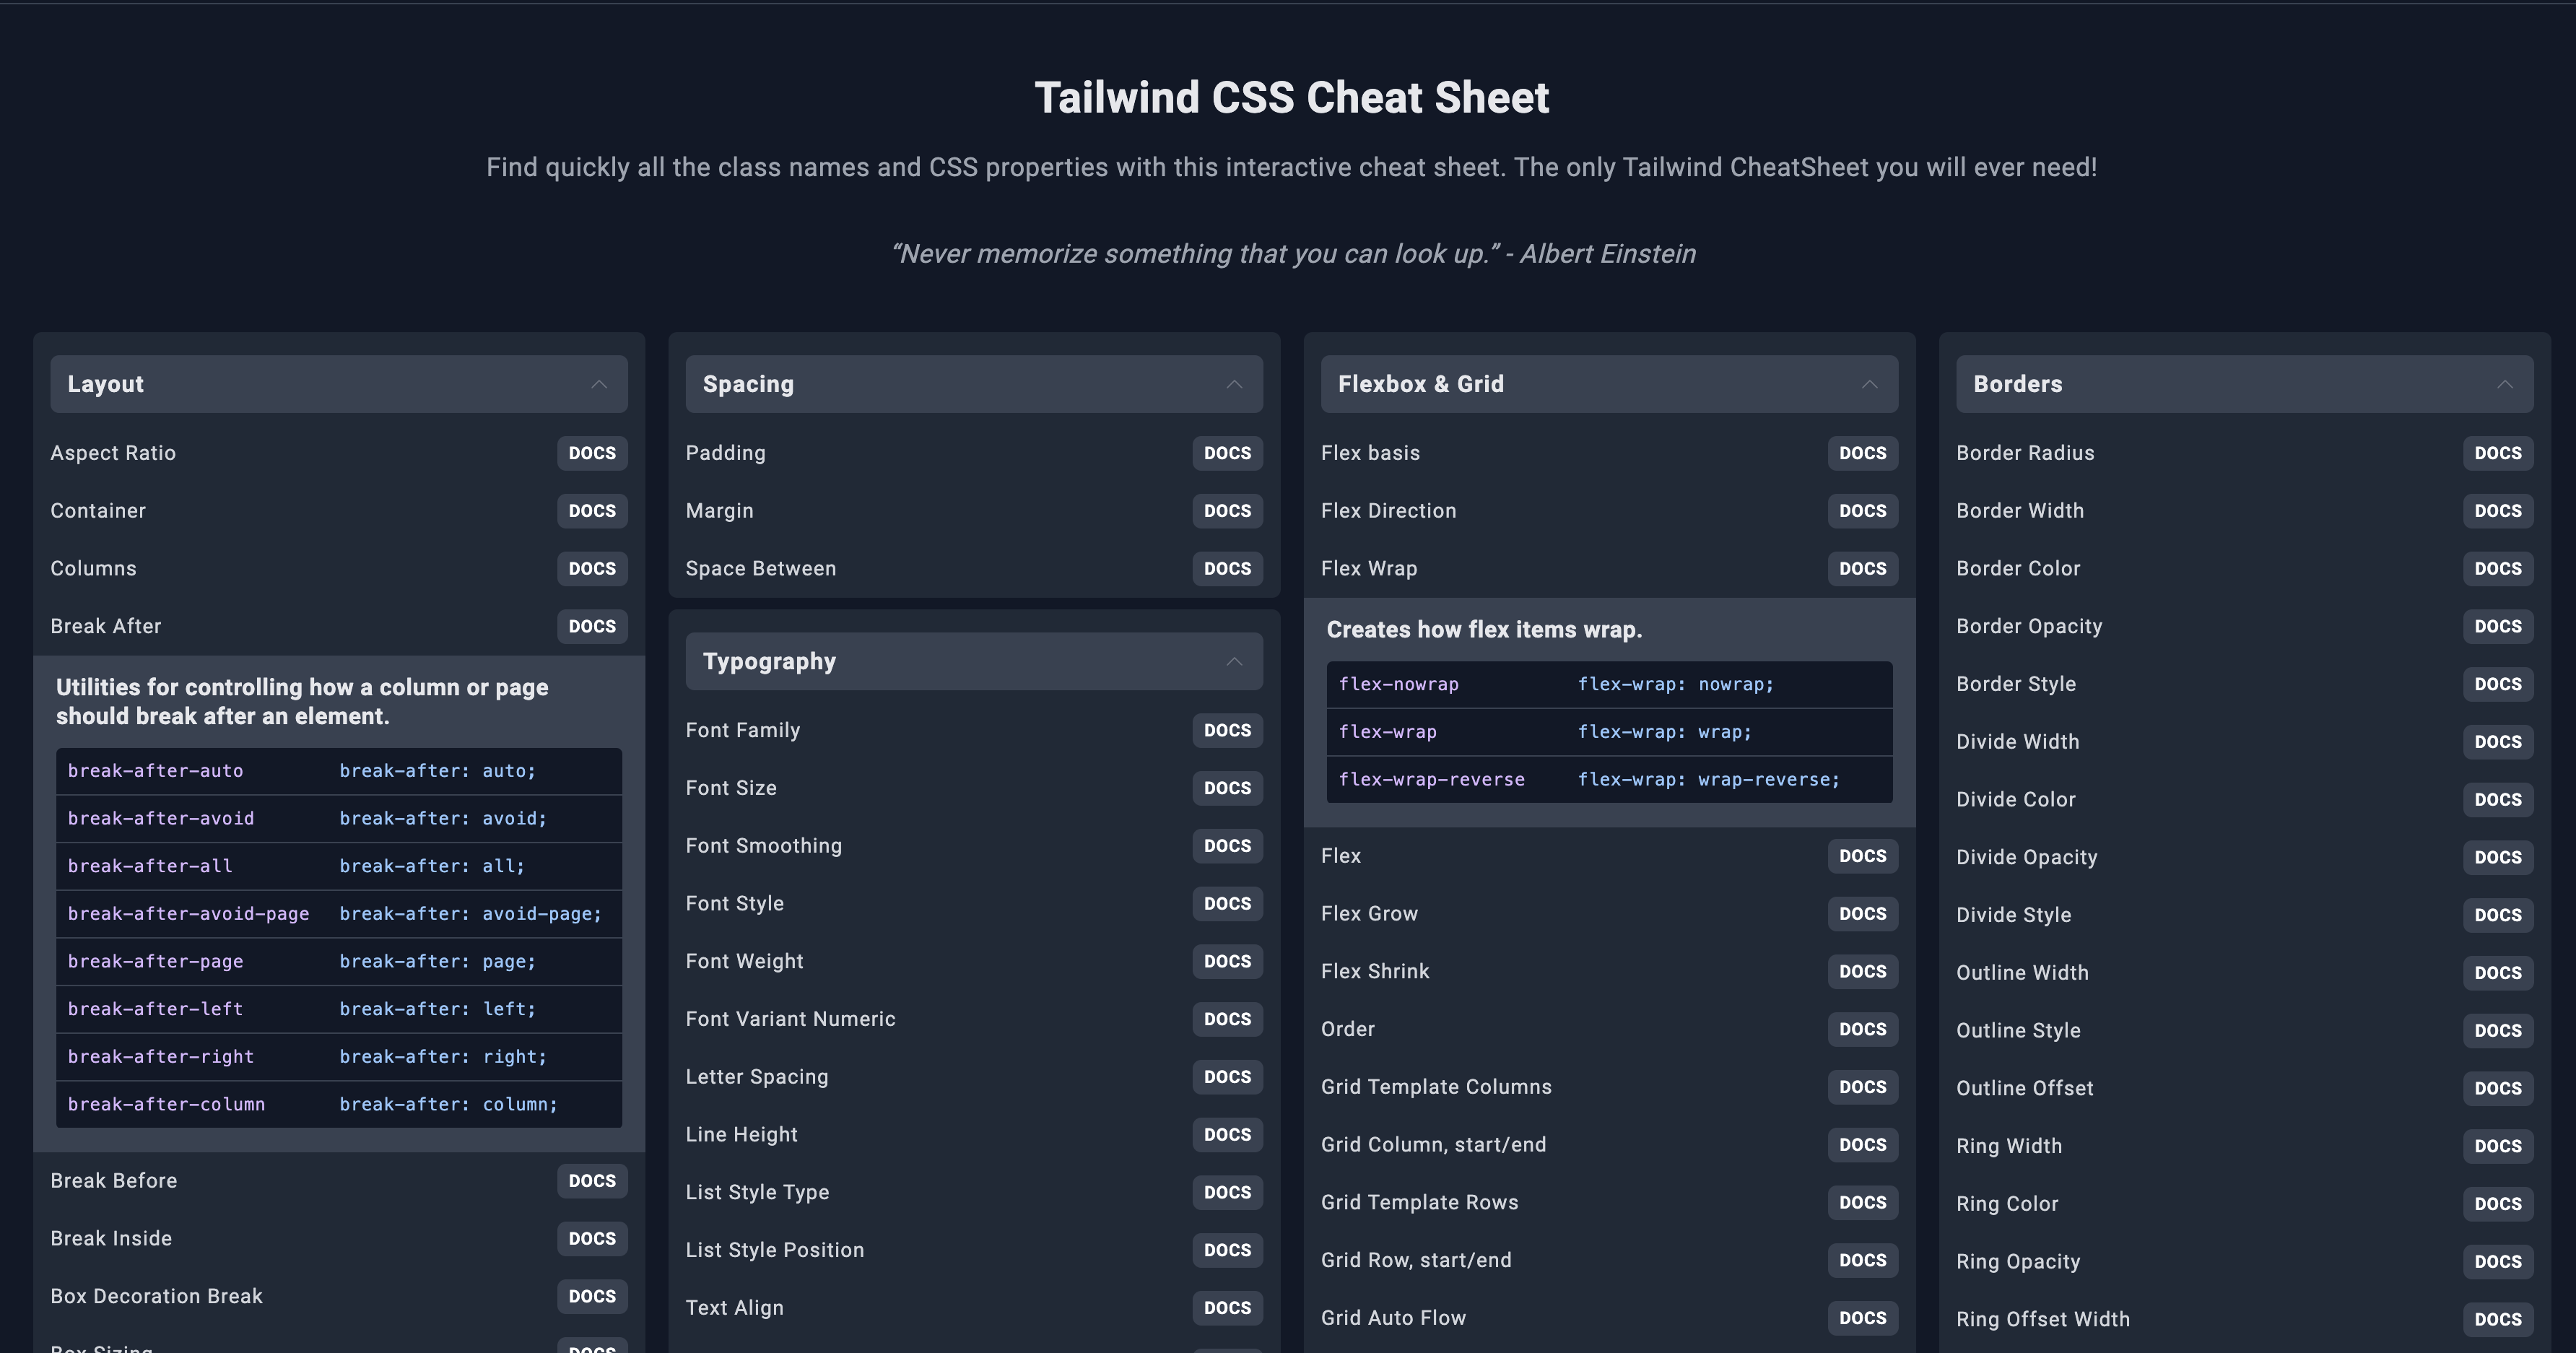 Tailwind CSS Cheat Sheet
Find quickly all the class names and CSS properties with this interactive cheat sheet. The only Tailwind CheatSheet you will ever need!
“Never memorize something that you can look up.” - Albert Einstein
Layout
Aspect Ratio DOCS
Container DOCS
Columns DOCS
Break After DOCS
Utilities for controlling how a column or page
should break after an element.
break-after-auto break-after: auto;
break-after-avoid break-after: avoid;
break-after-all break-after: all;
break-after-avoid-page break-after: avoid-page;
break-after-page break-after: page;
break-after-left break-after: left;
break-after-right break-after: right;
break-after-column break-after: column;
Break Before DOCS
Break Inside DOCS
Box Decoration Break DOCS
Box Sizing DOCS
Spacing
Padding DOCS
Margin DOCS
Space Between DOCS
Typography
Font Family DOCS
Font Size DOCS
Font Smoothing DOCS
Font Style DOCS
Font Weight DOCS
Font Variant Numeric DOCS
Letter Spacing DOCS
Line Height DOCS
List Style Type DOCS
List Style Position DOCS
Text Align DOCS
Flexbox & Grid
Flex basis DOCS
Flex Direction DOCS
Flex Wrap DOCS
Creates how flex items wrap.
flex-nowrap flex-wrap: nowrap;
flex-wrap flex-wrap: wrap;
flex-wrap-reverse flex-wrap: wrap-reverse;
Flex DOCS
Flex Grow DOCS
Flex Shrink DOCS
Order DOCS
Grid Template Columns DOCS
Grid Column, start/end DOCS
Grid Template Rows DOCS
Grid Row, start/end DOCS
Grid Auto Flow DOCS
Borders
Border Radius DOCS
Border Width DOCS
Border Color DOCS
Border Opacity DOCS
Border Style DOCS
Divide Width DOCS
Divide Color DOCS
Divide Opacity DOCS
Divide Style DOCS
Outline Width DOCS
Outline Style DOCS
Outline Offset DOCS
Ring Width DOCS
Ring Color DOCS
Ring Opacity DOCS
Ring Offset Width DOCS